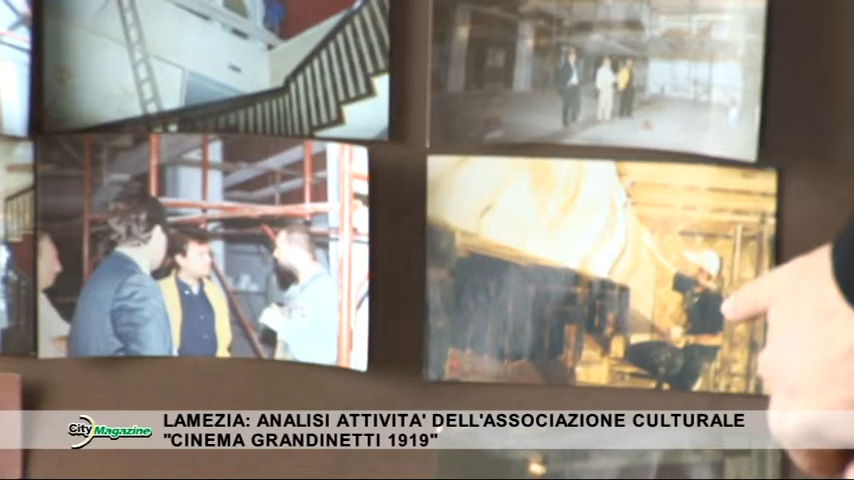 City Magazine
LAMEZIA: ANALISI ATTIVITA' DELL'ASSOCIAZIONE CULTURALE
"CINEMA GRANDINETTI 1919"